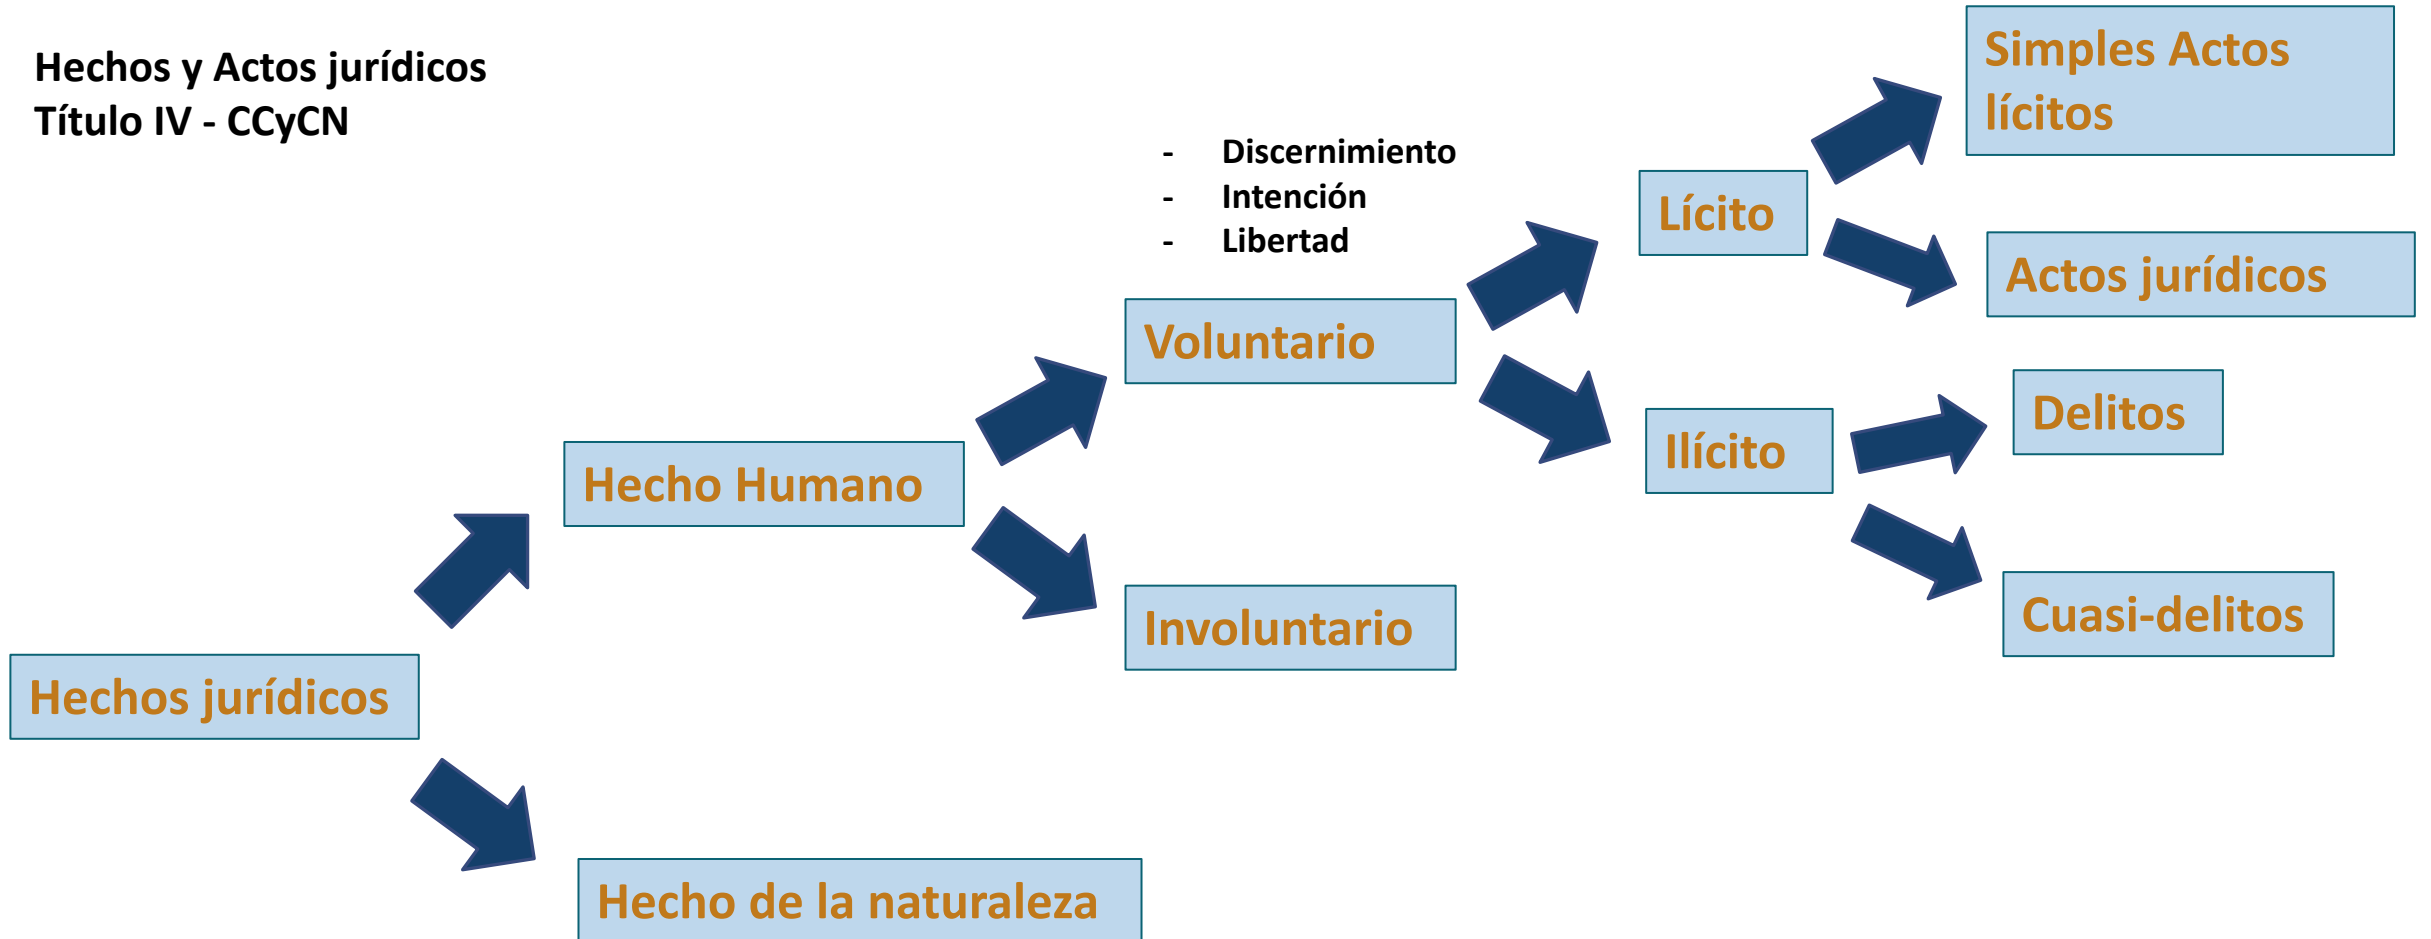 Hechos y Actos jurídicos
Título IV - CCyCN
- Discernimiento
- Intención
- Libertad
Simples Actos
lícitos
Lícito
Actos jurídicos
Voluntario
Delitos
Ilícito
Hecho Humano
Cuasi-delitos
Involuntario
Hechos jurídicos
Hecho de la naturaleza